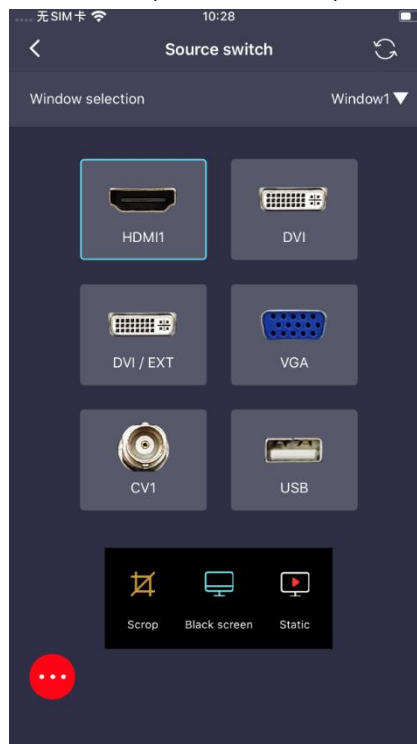 无SIM卡 10:28
Source switch
Window selection Window1
HDMI1 DVI
DVI / EXT VGA
CV1 USB
Scrop Black screen Static